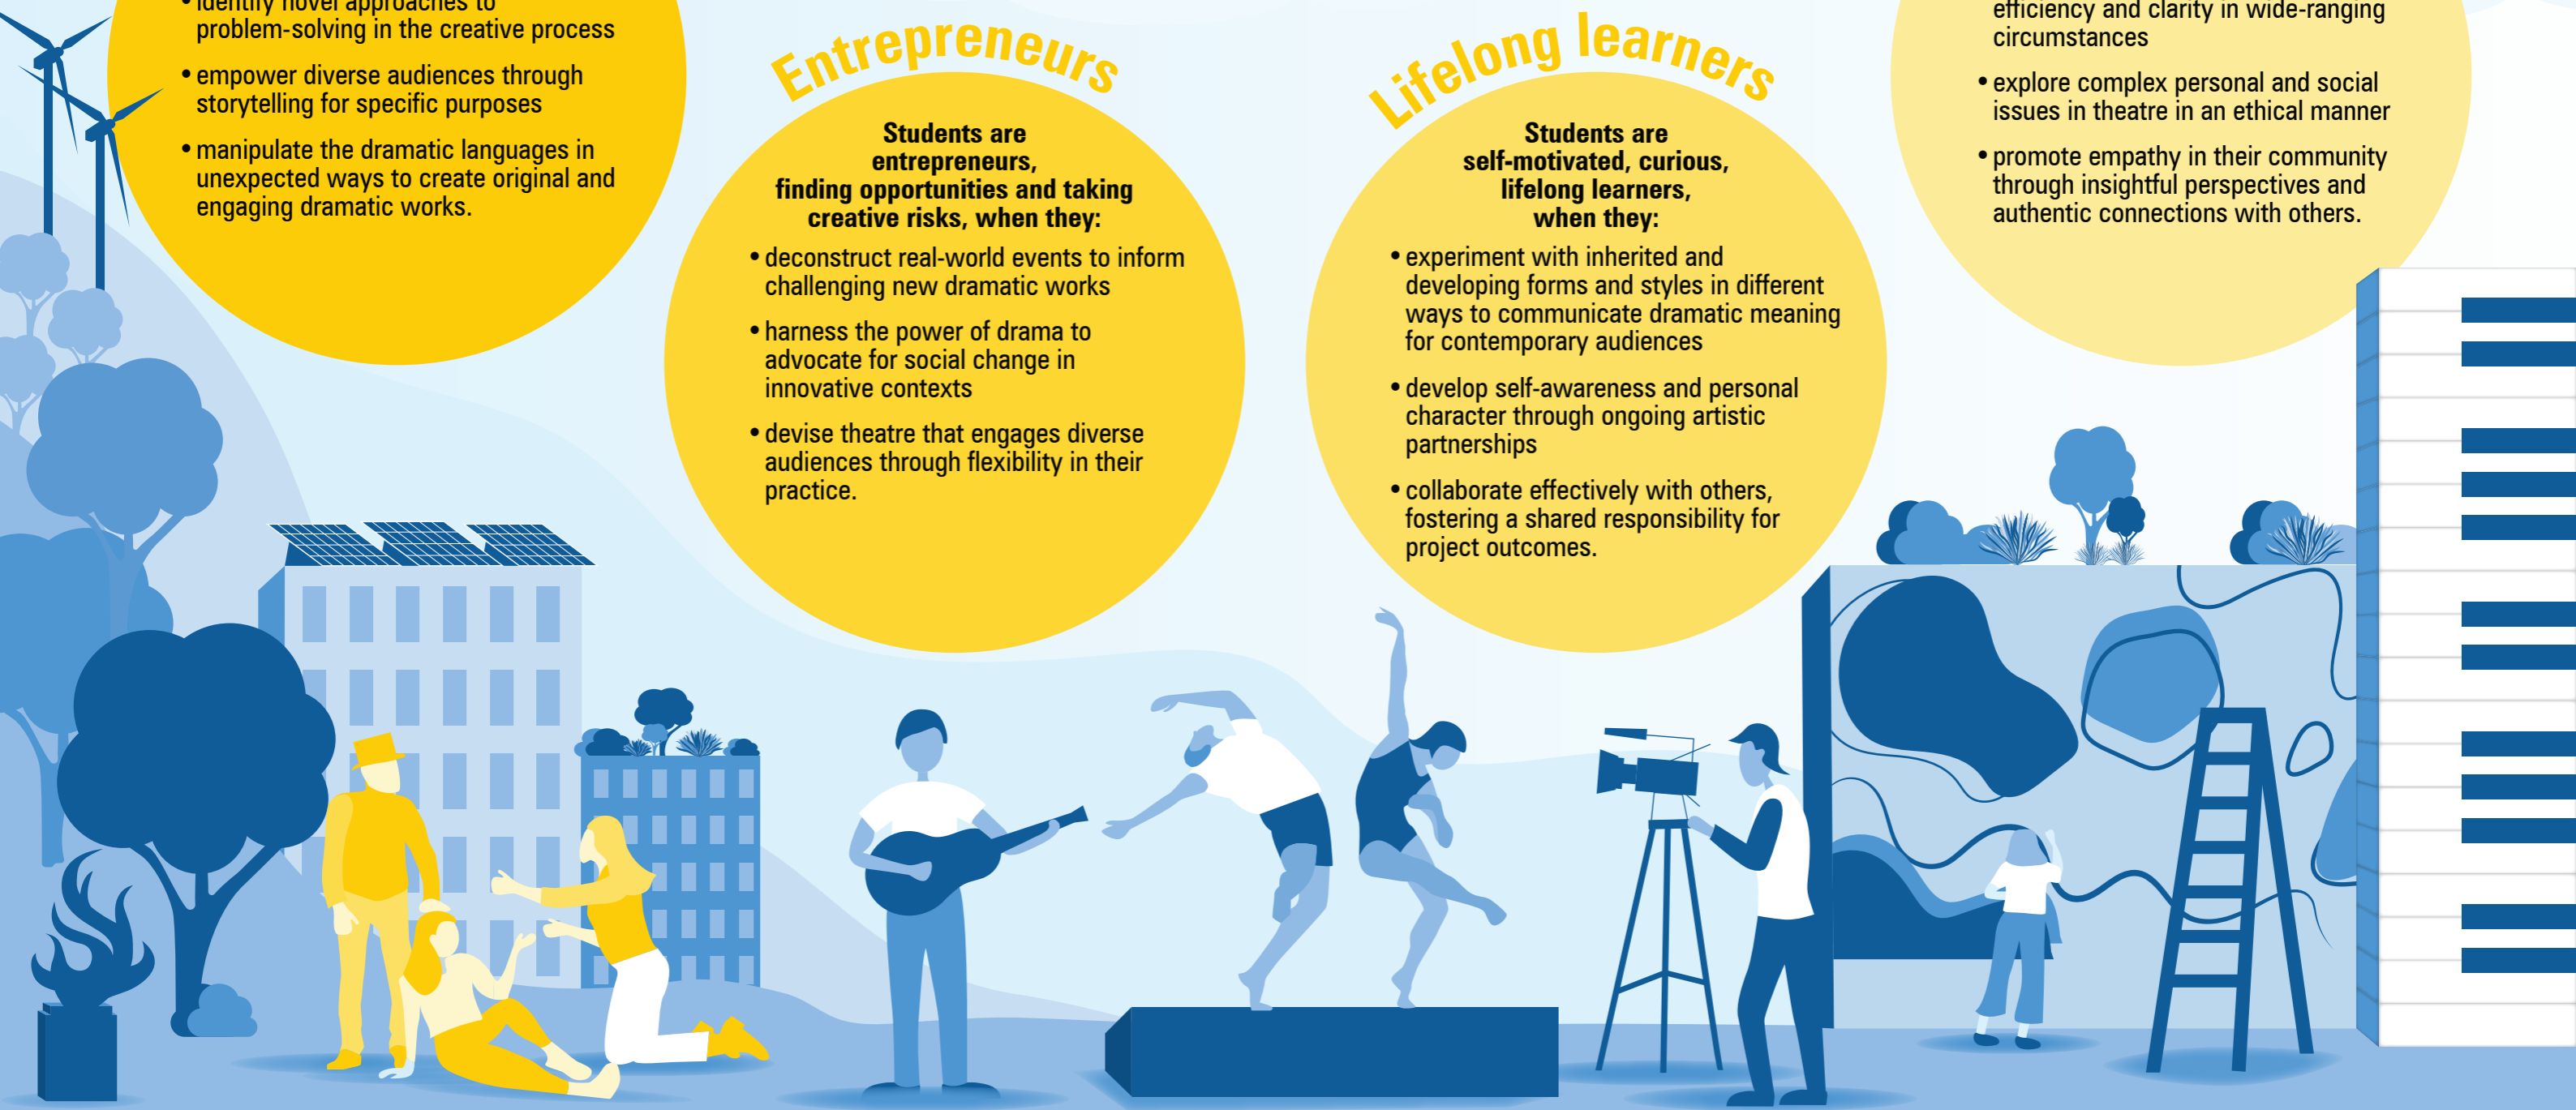 • identify novel approaches to
problem-solving in the creative process
• empower diverse audiences through
storytelling for specific purposes
• manipulate the dramatic languages in
unexpected ways to create original and
engaging dramatic works.
Entrepreneurs
Students are
entrepreneurs,
finding opportunities and taking
creative risks, when they:
• deconstruct real-world events to inform
challenging new dramatic works
• harness the power of drama to
advocate for social change in
innovative contexts
• devise theatre that engages diverse
audiences through flexibility in their
practice.
Lifelong learners
Students are
self-motivated, curious,
lifelong learners,
when they:
• experiment with inherited and
developing forms and styles in different
ways to communicate dramatic meaning
for contemporary audiences
• develop self-awareness and personal
character through ongoing artistic
partnerships
• collaborate effectively with others,
fostering a shared responsibility for
project outcomes.
efficiency and clarity in wide-ranging
circumstances
• explore complex personal and social
issues in theatre in an ethical manner
• promote empathy in their community
through insightful perspectives and
authentic connections with others.